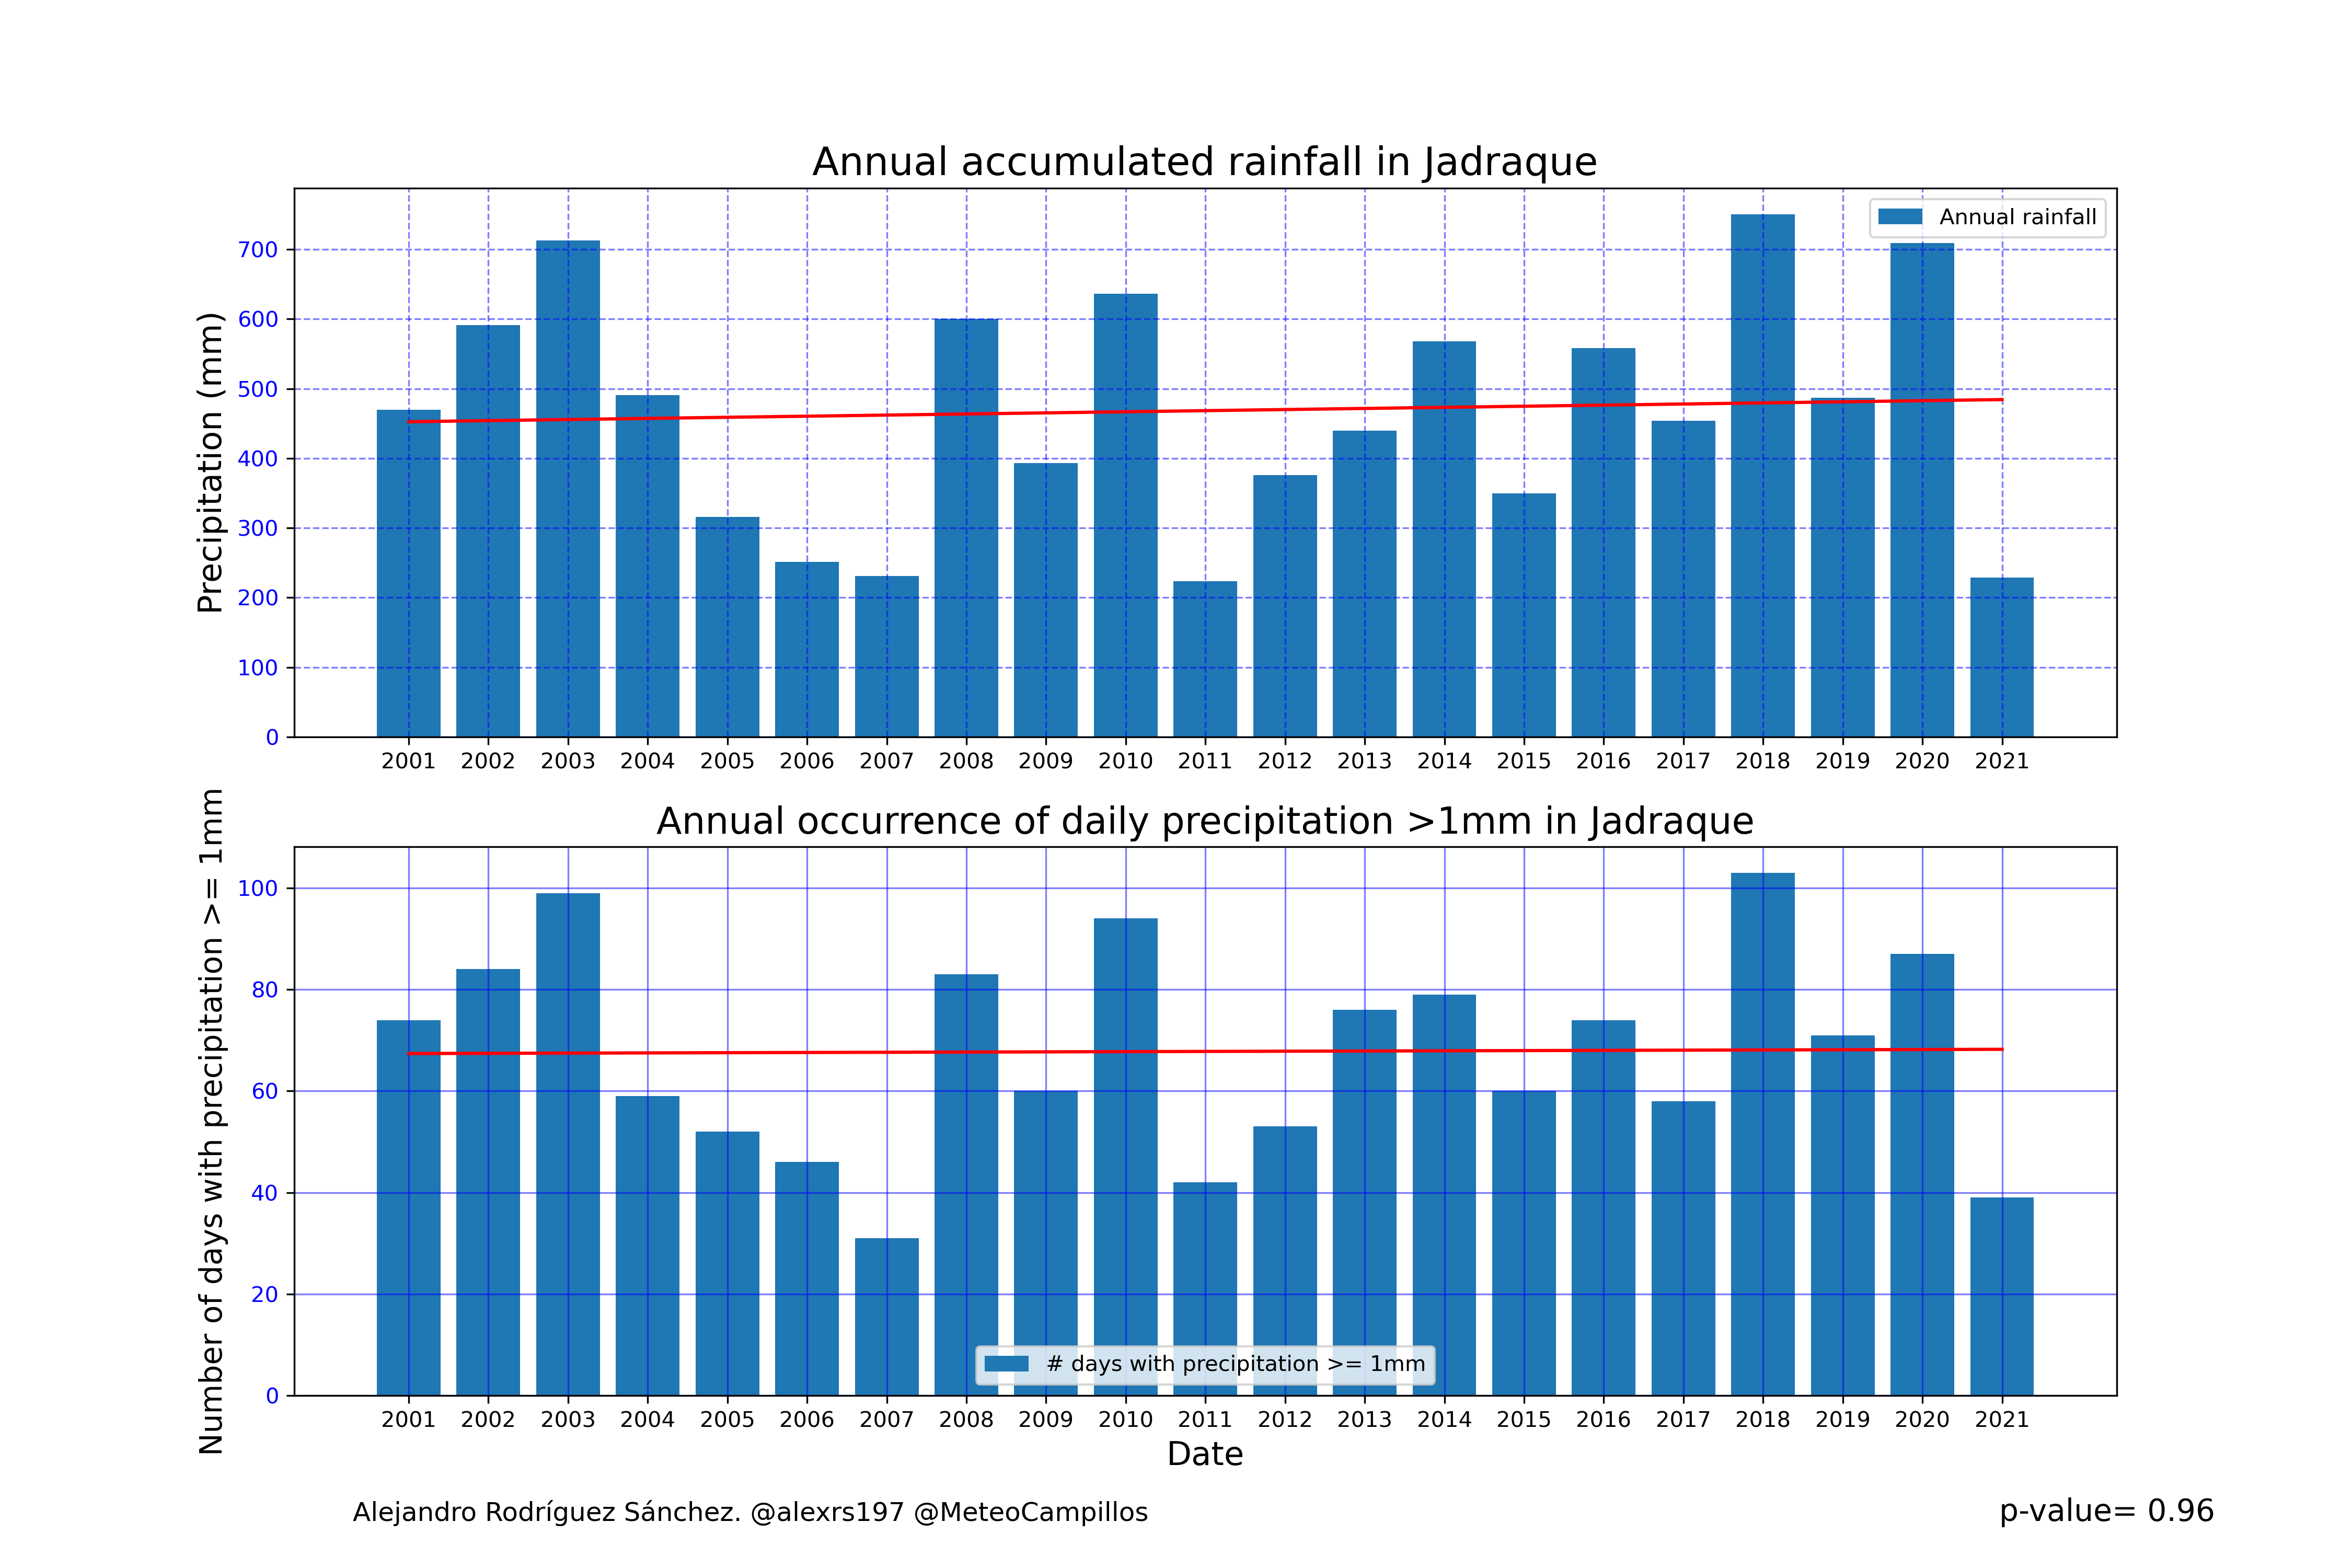 Annual accumulated rainfall in Jadraque
Precipitation (mm)
700
600
500
400
300
200
100
0
Annual rainfall
2001 2002 2003 2004 2005 2006 2007 2008 2009 2010 2011 2012 2013 2014 2015 2016 2017 2018 2019 2020 2021
Annual occurrence of daily precipitation >1mm in Jadraque
Number of days with precipitation >= 1mm
100
80
60
40
20
0
# days with precipitation >= 1mm
2001 2002 2003 2004 2005 2006 2007 2008 2009 2010 2011 2012 2013 2014 2015 2016 2017 2018 2019 2020 2021
Date
Alejandro Rodríguez Sánchez. @alexrs197 @MeteoCampillos
p-value= 0.96